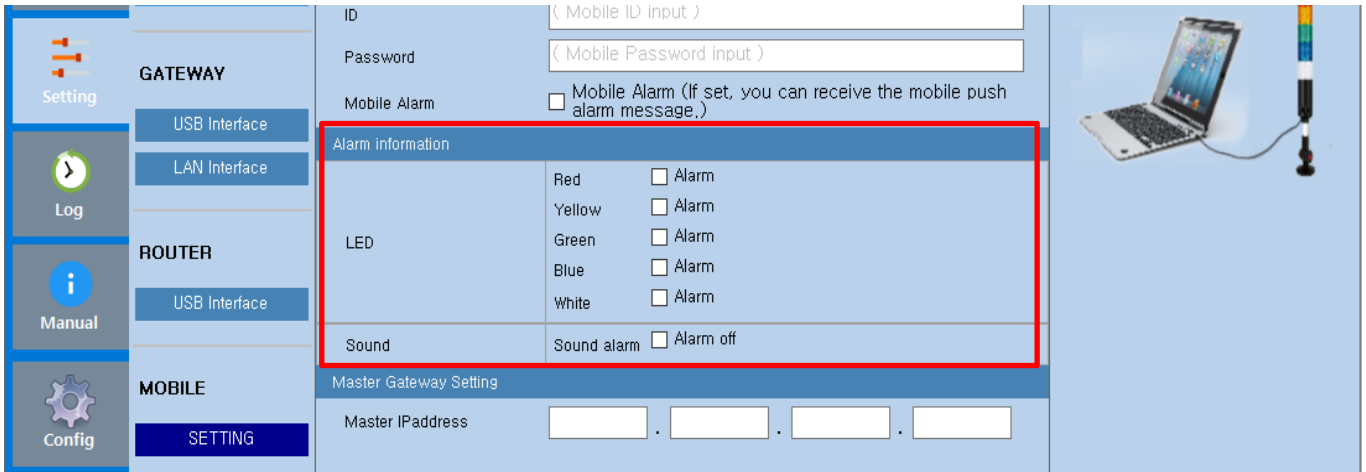 Setting
Log
Manual
Config
GATEWAY
USB Interface
LAN Interface
ROUTER
USB Interface
MOBILE
SETTING
ID
( Mobile ID input )
Password
( Mobile Password input )
Mobile Alarm
Mobile Alarm (If set, you can receive the mobile push
alarm message.)
Alarm information
LED
Red Alarm
Yellow Alarm
Green Alarm
Blue Alarm
White Alarm
Sound
Sound alarm Alarm off
Master Gateway Setting
Master IPaddress . . .